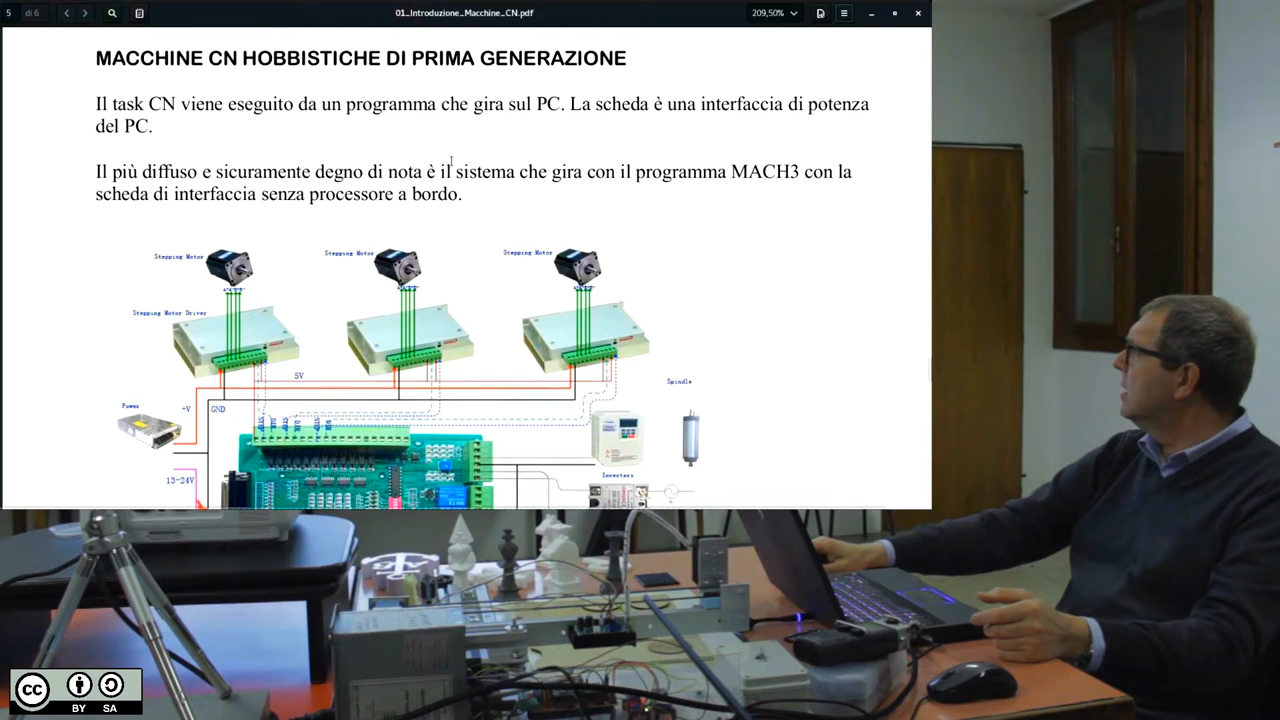 5 di 6
01_Introduzione_Macchine_CN.pdf
209,50%
MACCHINE CN HOBBISTICHE DI PRIMA GENERAZIONE
Il task CN viene eseguito da un programma che gira sul PC. La scheda è una interfaccia di potenza
del PC.
Il più diffuso e sicuramente degno di nota è il sistema che gira con il programma MACH3 con la
scheda di interfaccia senza processore a bordo.
Stepping Motor
Stepping Motor
Stepping Motor
Stepping Motor Driver
5V
Spindle
Power
+V
GND
13-24V
Inverters
cc
BY SA